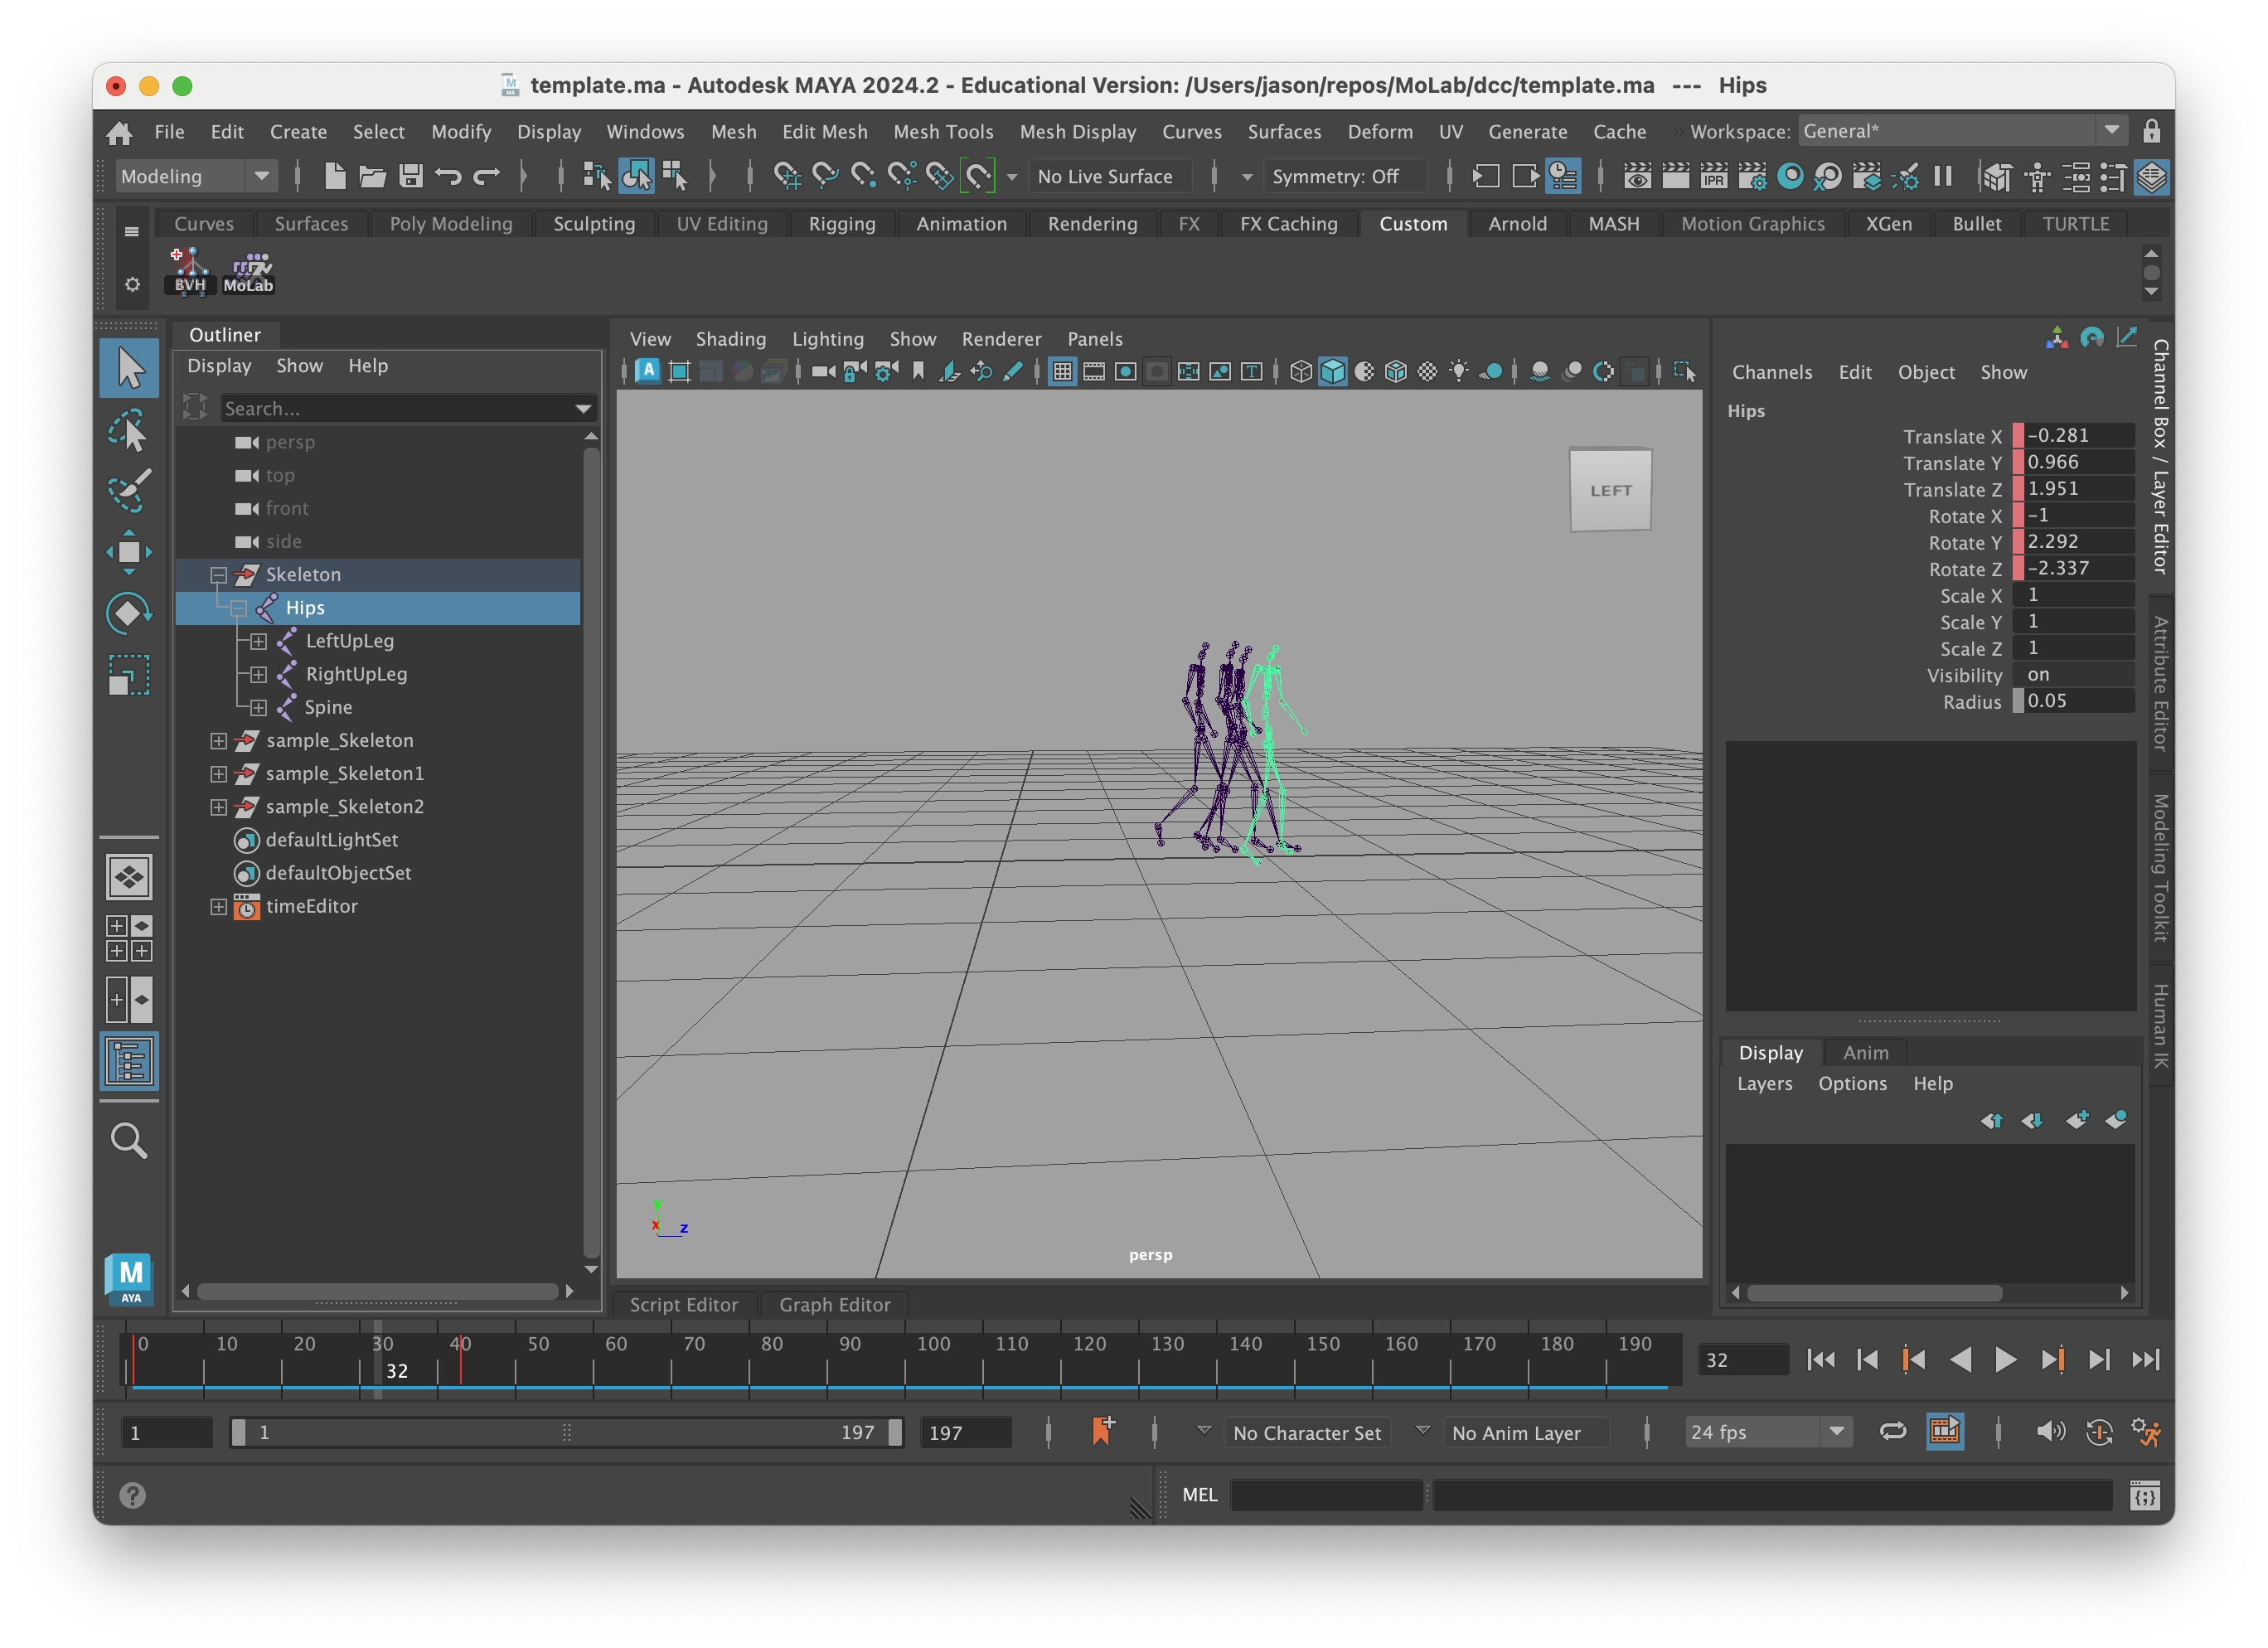 template.ma - Autodesk MAYA 2024.2 - Educational Version: /Users/jason/repos/MoLab/dcc/template.ma --- Hips
File Edit Create Select Modify Display Windows Mesh Edit Mesh Mesh Tools Mesh Display Curves Surfaces Deform UV Generate Cache Workspace: General*
Modeling No Live Surface Symmetry: Off IPR
Curves Surfaces Poly Modeling Sculpting UV Editing Rigging Animation Rendering FX FX Caching Custom Arnold MASH Motion Graphics XGen Bullet TURTLE
BVH MoLab
Outliner
Display Show Help
Search...
persp
top
front
side
Skeleton
Hips
LeftUpLeg
RightUpLeg
Spine
sample_Skeleton
sample_Skeleton1
sample_Skeleton2
defaultLightSet
defaultObjectSet
timeEditor
View Shading Lighting Show Renderer Panels
LEFT
Y
X
Z
persp
Script Editor Graph Editor
Channels Edit Object Show
Hips
Translate X -0.281
Translate Y 0.966
Translate Z 1.951
Rotate X -1
Rotate Y 2.292
Rotate Z -2.337
Scale X 1
Scale Y 1
Scale Z 1
Visibility on
Radius 0.05
Display Anim
Layers Options Help
Channel Box / Layer Editor
Attribute Editor
Modeling Toolkit
Human IK
M
AYA
0 10 20 30 40 50 60 70 80 90 100 110 120 130 140 150 160 170 180 190
32
32
1 1 197 197 No Character Set No Anim Layer 24 fps
MEL